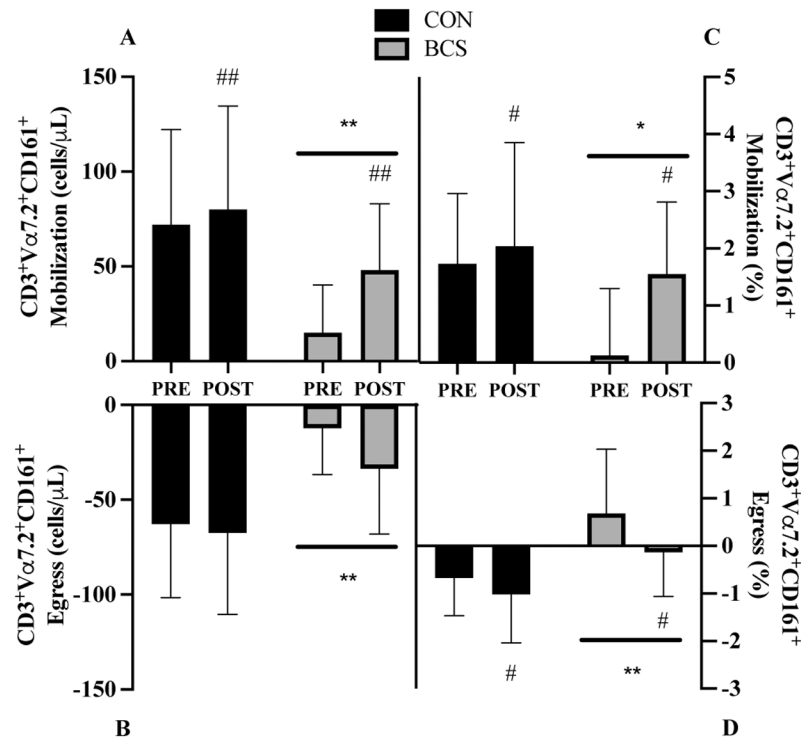 CON
BCS
A
C
CD3⁺Vα7.2⁺CD161⁺
Mobilization (cells/μL)
150
100
50
0
##
**
##
#
*
#
5
4
3
2
1
0
CD3⁺Vα7.2⁺CD161⁺
Mobilization (%)
PRE POST PRE POST PRE POST PRE POST
CD3⁺Vα7.2⁺CD161⁺
Egress (cells/μL)
0
-50
-100
-150
**
#
#
**
3
2
1
0
-1
-2
-3
CD3⁺Vα7.2⁺CD161⁺
Egress (%)
B
D